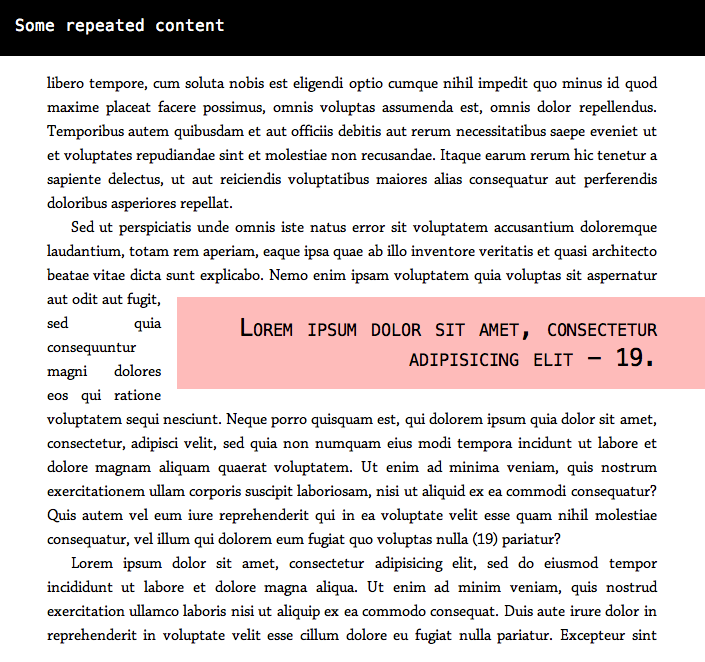 Some repeated content
libero tempore, cum soluta nobis est eligendi optio cumque nihil impedit quo minus id quod
maxime placeat facere possimus, omnis voluptas assumenda est, omnis dolor repellendus.
Temporibus autem quibusdam et aut officiis debitis aut rerum necessitatibus saepe eveniet ut
et voluptates repudiandae sint et molestiae non recusandae. Itaque earum rerum hic tenetur a
sapiente delectus, ut aut reiciendis voluptatibus maiores alias consequatur aut perferendis
doloribus asperiores repellat.
Sed ut perspiciatis unde omnis iste natus error sit voluptatem accusantium doloremque
laudantium, totam rem aperiam, eaque ipsa quae ab illo inventore veritatis et quasi architecto
beatae vitae dicta sunt explicabo. Nemo enim ipsam voluptatem quia voluptas sit aspernatur
aut odit aut fugit,
sed quia
consequuntur
magni dolores
eos qui ratione
Lorem ipsum dolor sit amet, consectetur
adipisicing elit – 19.
voluptatem sequi nesciunt. Neque porro quisquam est, qui dolorem ipsum quia dolor sit amet,
consectetur, adipisci velit, sed quia non numquam eius modi tempora incidunt ut labore et
dolore magnam aliquam quaerat voluptatem. Ut enim ad minima veniam, quis nostrum
exercitationem ullam corporis suscipit laboriosam, nisi ut aliquid ex ea commodi consequatur?
Quis autem vel eum iure reprehenderit qui in ea voluptate velit esse quam nihil molestiae
consequatur, vel illum qui dolorem eum fugiat quo voluptas nulla (19) pariatur?
Lorem ipsum dolor sit amet, consectetur adipisicing elit, sed do eiusmod tempor
incididunt ut labore et dolore magna aliqua. Ut enim ad minim veniam, quis nostrud
exercitation ullamco laboris nisi ut aliquip ex ea commodo consequat. Duis aute irure dolor in
reprehenderit in voluptate velit esse cillum dolore eu fugiat nulla pariatur. Excepteur sint